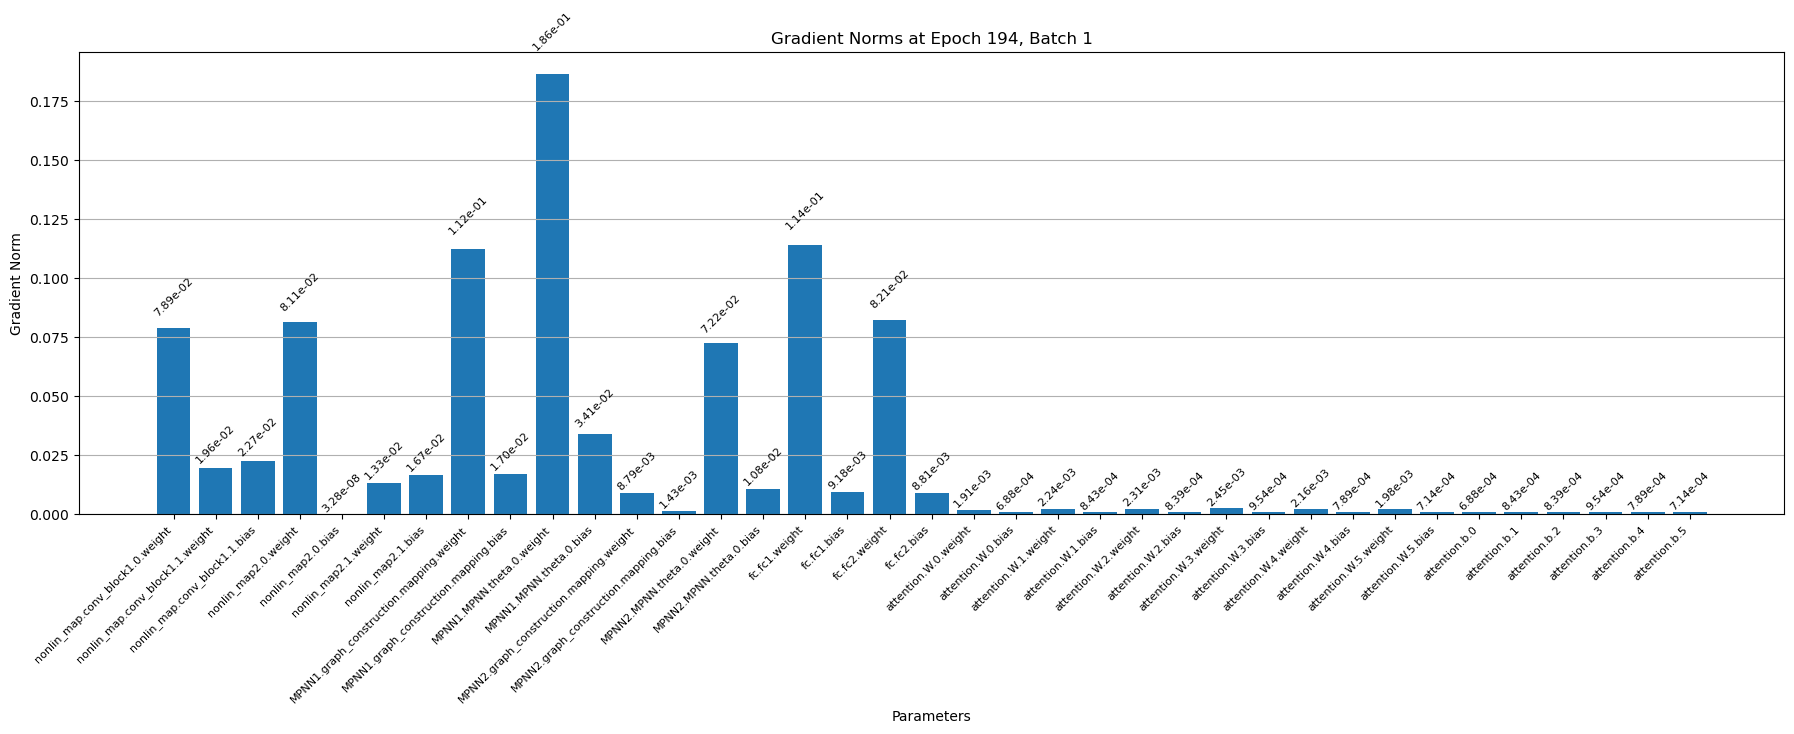 Gradient Norms at Epoch 194, Batch 1
Gradient Norm
0.175
0.150
0.125
0.100
0.075
0.050
0.025
0.000
7.89e-02
1.96e-02
2.27e-02
8.11e-02
3.28e-08
1.33e-02
1.67e-02
1.12e-01
1.70e-02
1.86e-01
3.41e-02
8.79e-03
1.43e-03
7.22e-02
1.08e-02
1.14e-01
9.18e-03
8.21e-02
8.81e-03
1.91e-03
6.88e-04
2.24e-03
8.43e-04
2.31e-03
8.39e-04
2.45e-03
9.54e-04
2.16e-03
7.89e-04
1.98e-03
7.14e-04
6.88e-04
8.43e-04
8.39e-04
9.54e-04
7.89e-04
7.14e-04
nonlin_map.conv_block1.0.weight
nonlin_map.conv_block1.1.weight
nonlin_map.conv_block1.1.bias
nonlin_map2.0.weight
nonlin_map2.0.bias
nonlin_map2.1.weight
nonlin_map2.1.bias
MPNN1.graph_construction.mapping.weight
MPNN1.graph_construction.mapping.bias
MPNN1.MPNN.theta.0.weight
MPNN1.MPNN.theta.0.bias
MPNN2.graph_construction.mapping.weight
MPNN2.graph_construction.mapping.bias
MPNN2.MPNN.theta.0.weight
MPNN2.MPNN.theta.0.bias
fc.fc1.weight
fc.fc1.bias
fc.fc2.weight
fc.fc2.bias
attention.W.0.weight
attention.W.0.bias
attention.W.1.weight
attention.W.1.bias
attention.W.2.weight
attention.W.2.bias
attention.W.3.weight
attention.W.3.bias
attention.W.4.weight
attention.W.4.bias
attention.W.5.weight
attention.W.5.bias
attention.b.0
attention.b.1
attention.b.2
attention.b.3
attention.b.4
attention.b.5
Parameters